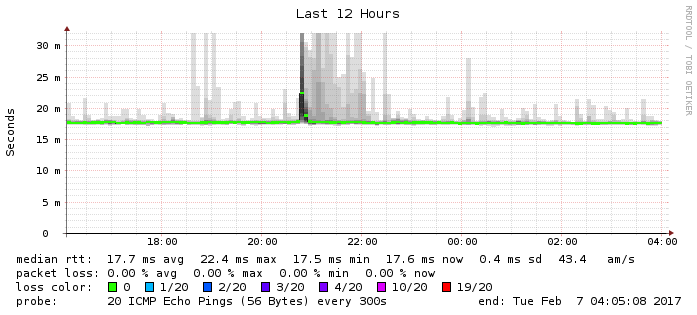 Last 12 Hours
RRDTOOL / TOBI OETIKER
Seconds
30 m
25 m
20 m
15 m
10 m
5 m
0
18:00 20:00 22:00 00:00 02:00 04:00
median rtt: 17.7 ms avg 22.4 ms max 17.5 ms min 17.6 ms now 0.4 ms sd 43.4 am/s
packet loss: 0.00 % avg 0.00 % max 0.00 % min 0.00 % now
loss color: 0 1/20 2/20 3/20 4/20 10/20 19/20
probe: 20 ICMP Echo Pings (56 Bytes) every 300s end: Tue Feb 7 04:05:08 2017